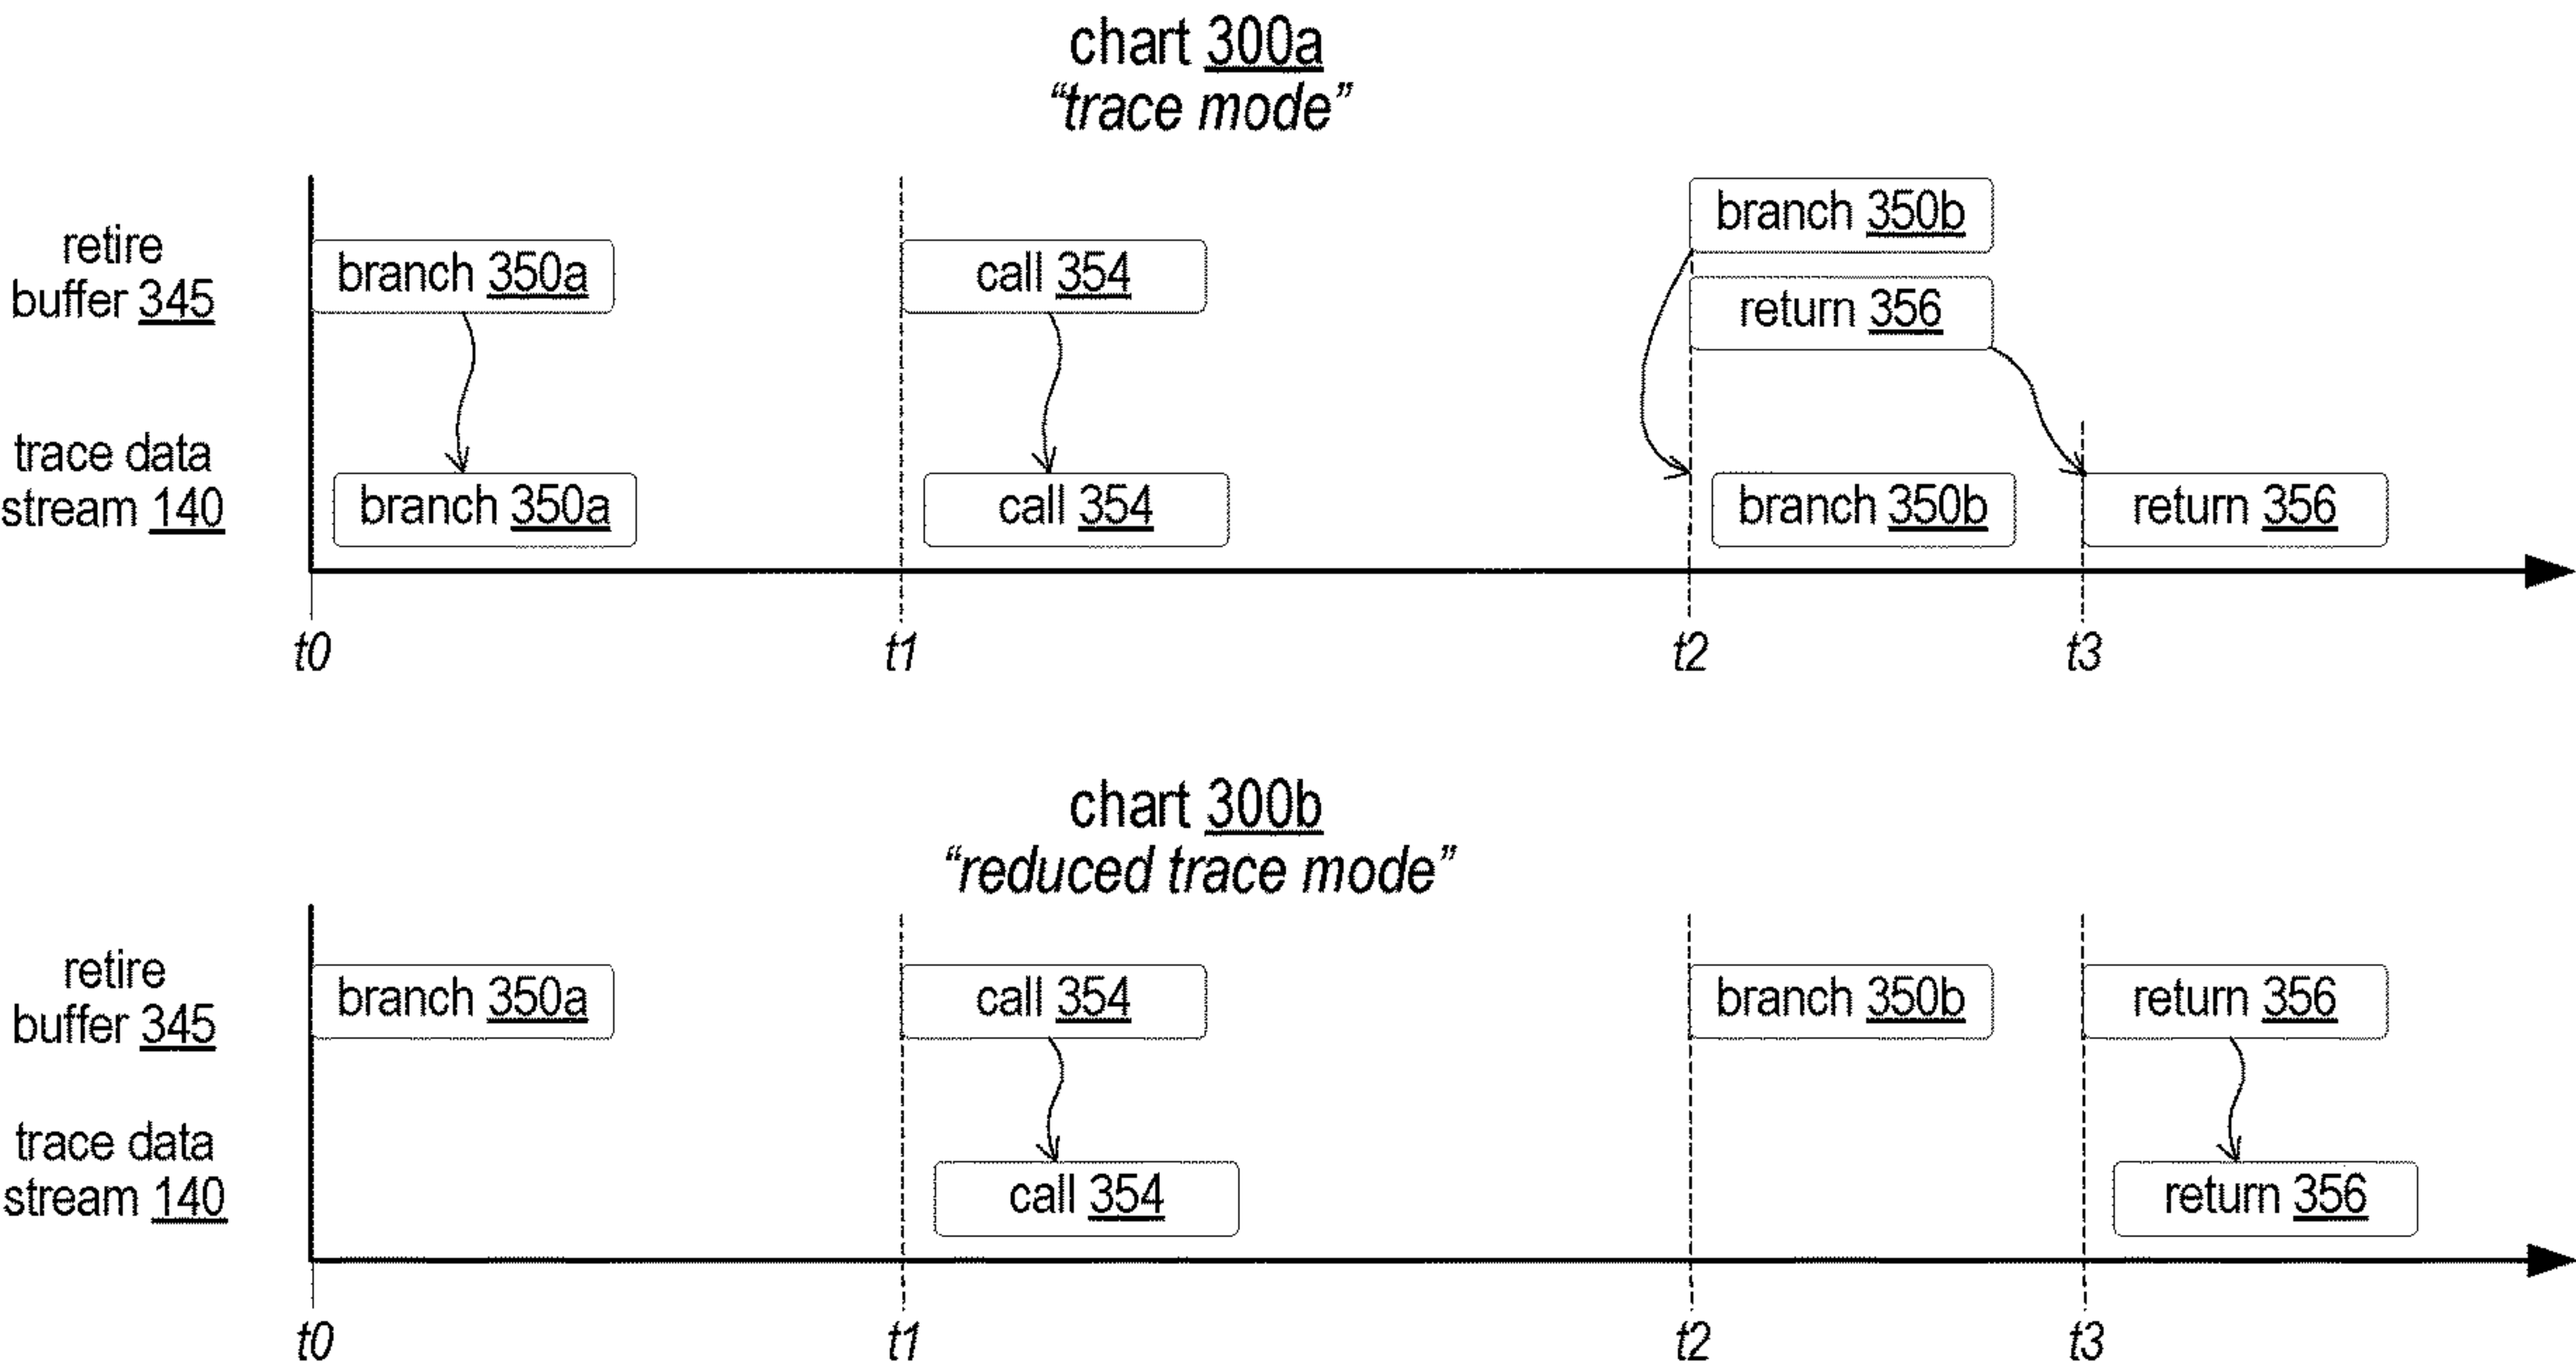 chart 300a
“trace mode”
retire
buffer 345
branch 350a
call 354
branch 350b
return 356
trace data
stream 140
branch 350a
call 354
branch 350b
return 356
t0
t1
t2
t3
chart 300b
“reduced trace mode”
retire
buffer 345
branch 350a
call 354
branch 350b
return 356
trace data
stream 140
call 354
return 356
t0
t1
t2
t3